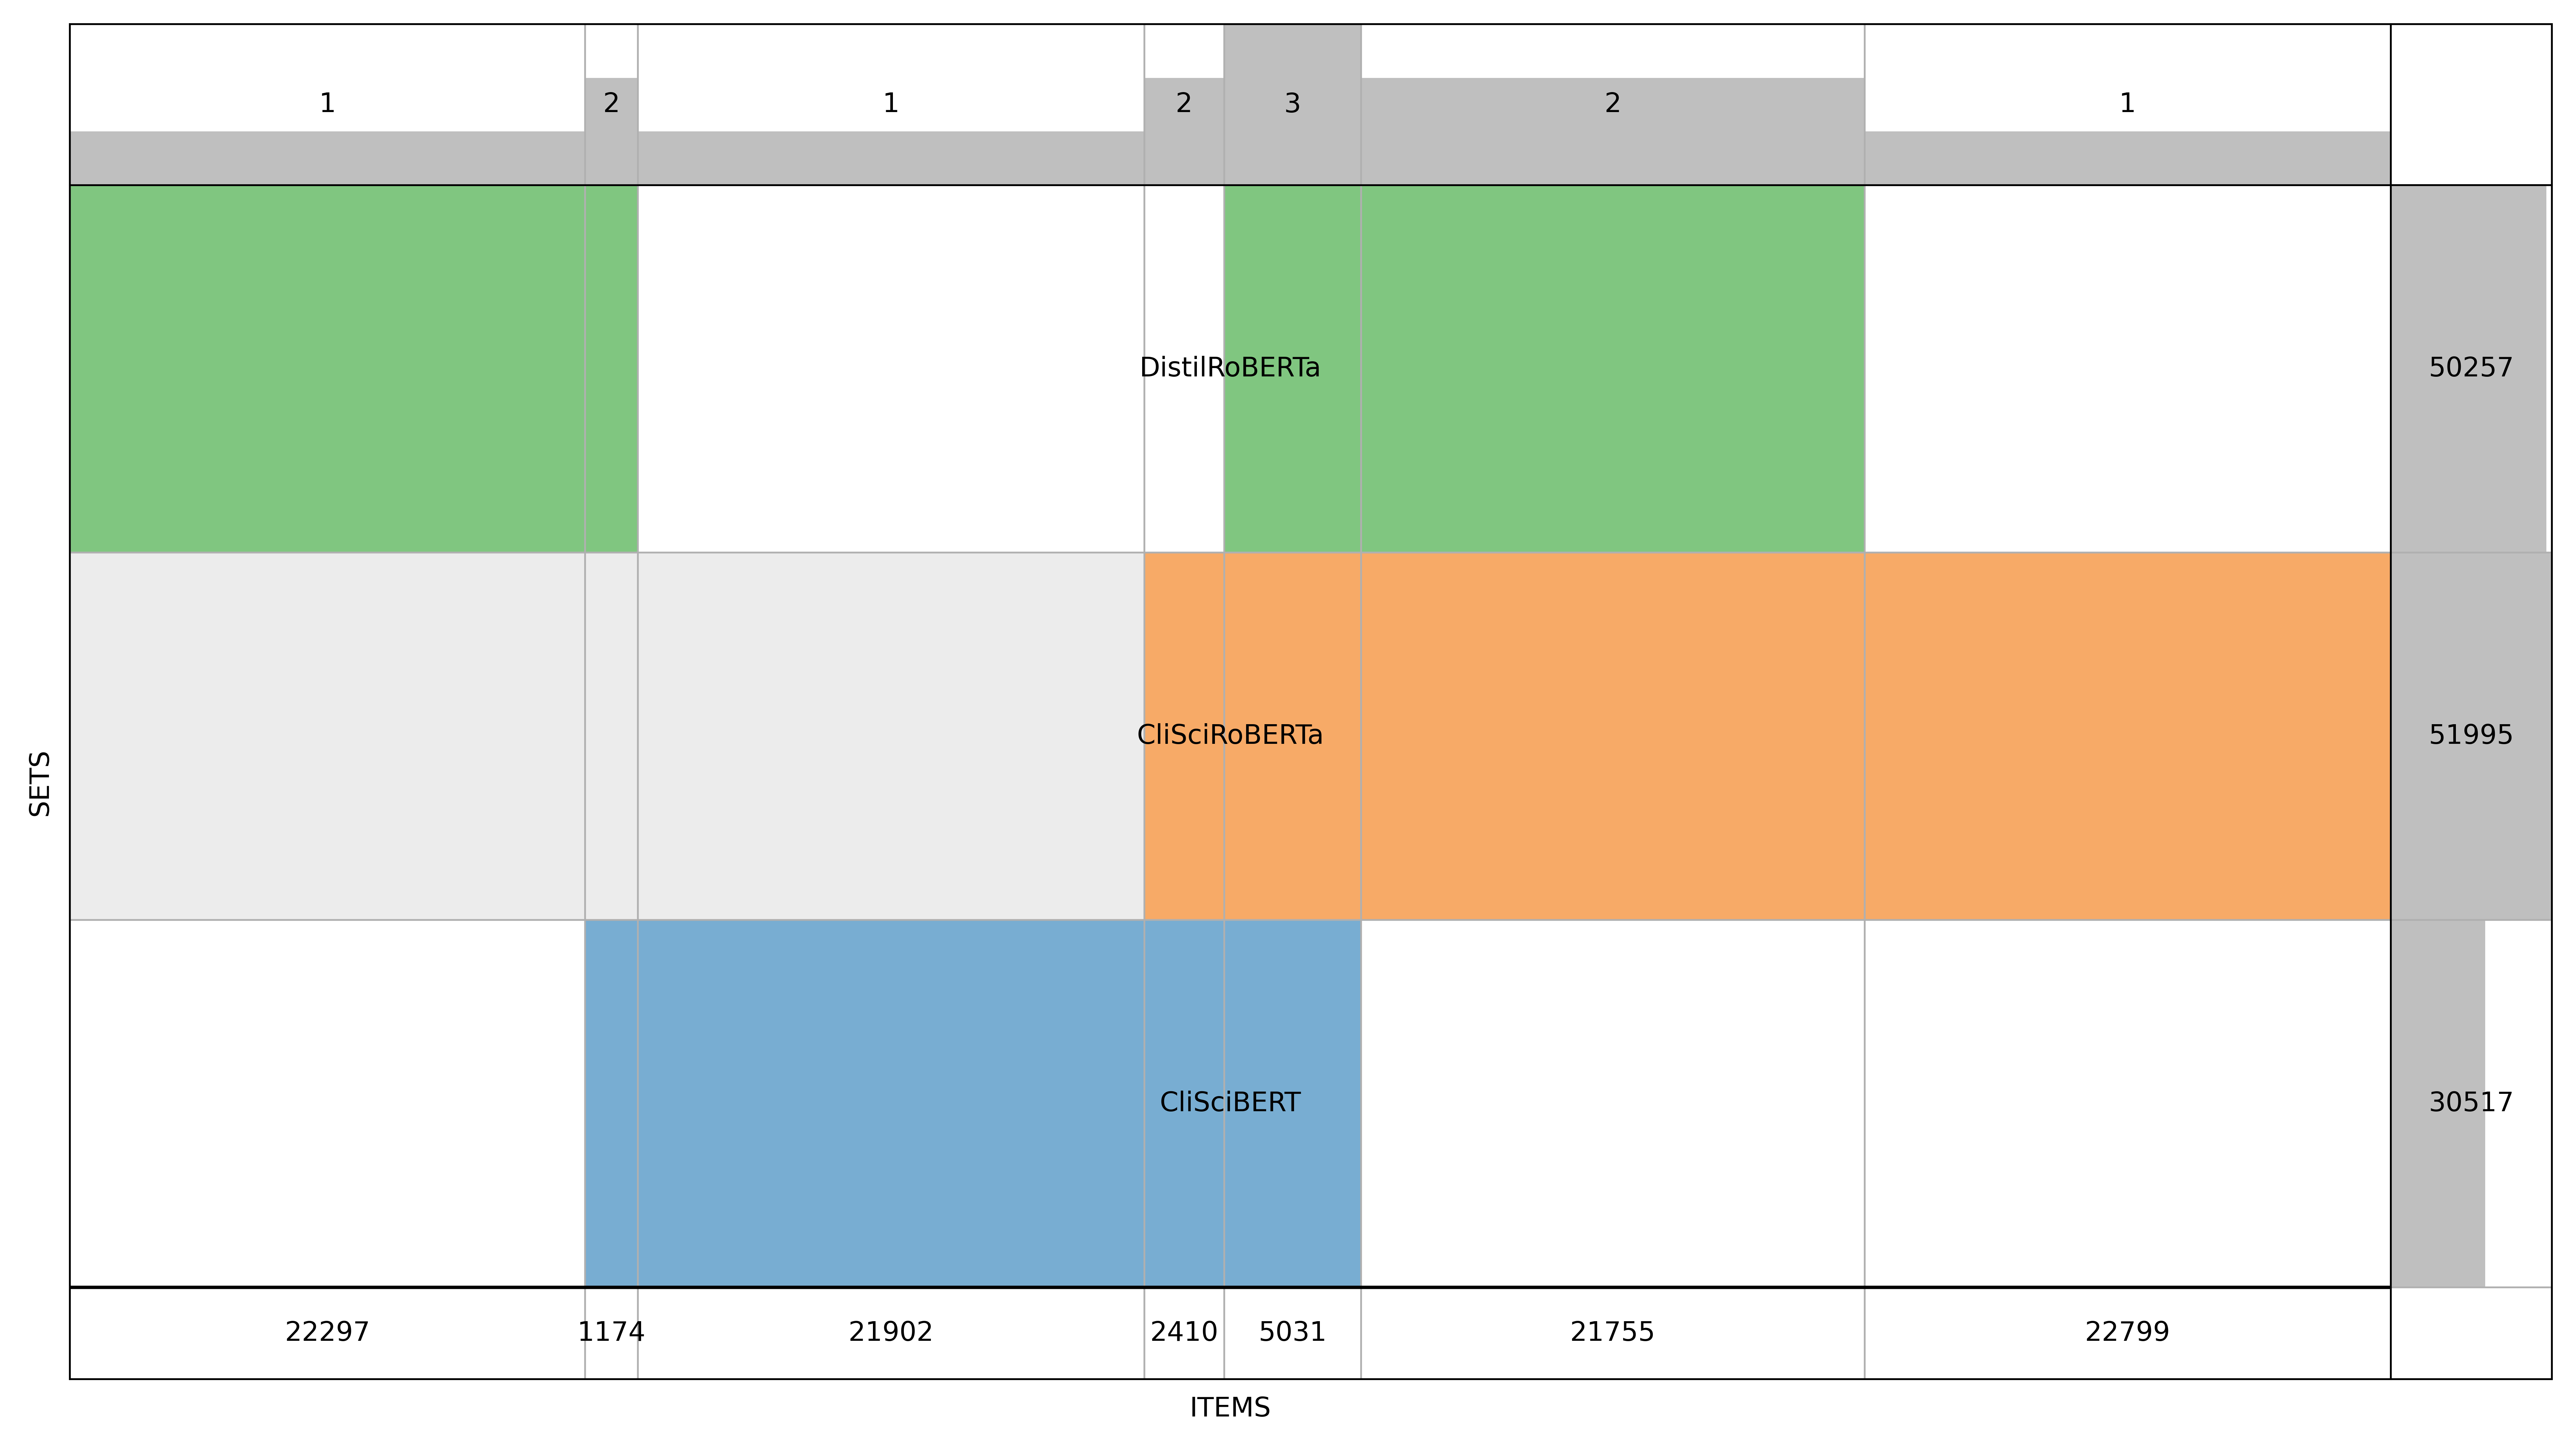 1 2 1 2 3 2 1
DistilRoBERTa 50257
CliSciRoBERTa 51995
SETS
CliSciBERT 30517
22297 1174 21902 2410 5031 21755 22799
ITEMS